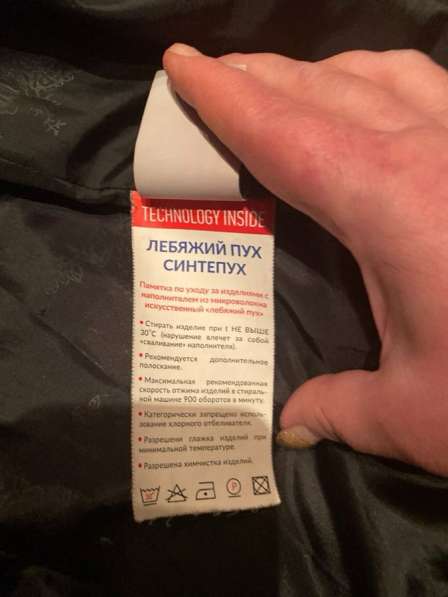 TECHNOLOGY INSIDE
ЛЕБЯЖИЙ ПУХ
СИНТЕПУХ
Памятка по уходу за изделиями с
наполнителем из микроволокна
искусственный «лебяжий пух»
• Стирать изделие при t НЕ ВЫШЕ
30°С (нарушение влечет за собой
«сваливание» наполнителя).
• Рекомендуется дополнительное
полоскание.
• Максимальная рекомендованная
скорость отжима изделий в стираль-
ной машине 900 оборотов в минуту.
• Категорически запрещено исполь-
зование хлорного отбеливателя.
• Разрешени глажка изделий при
минимальной температуре.
• Разрешена химчистка изделий.
P